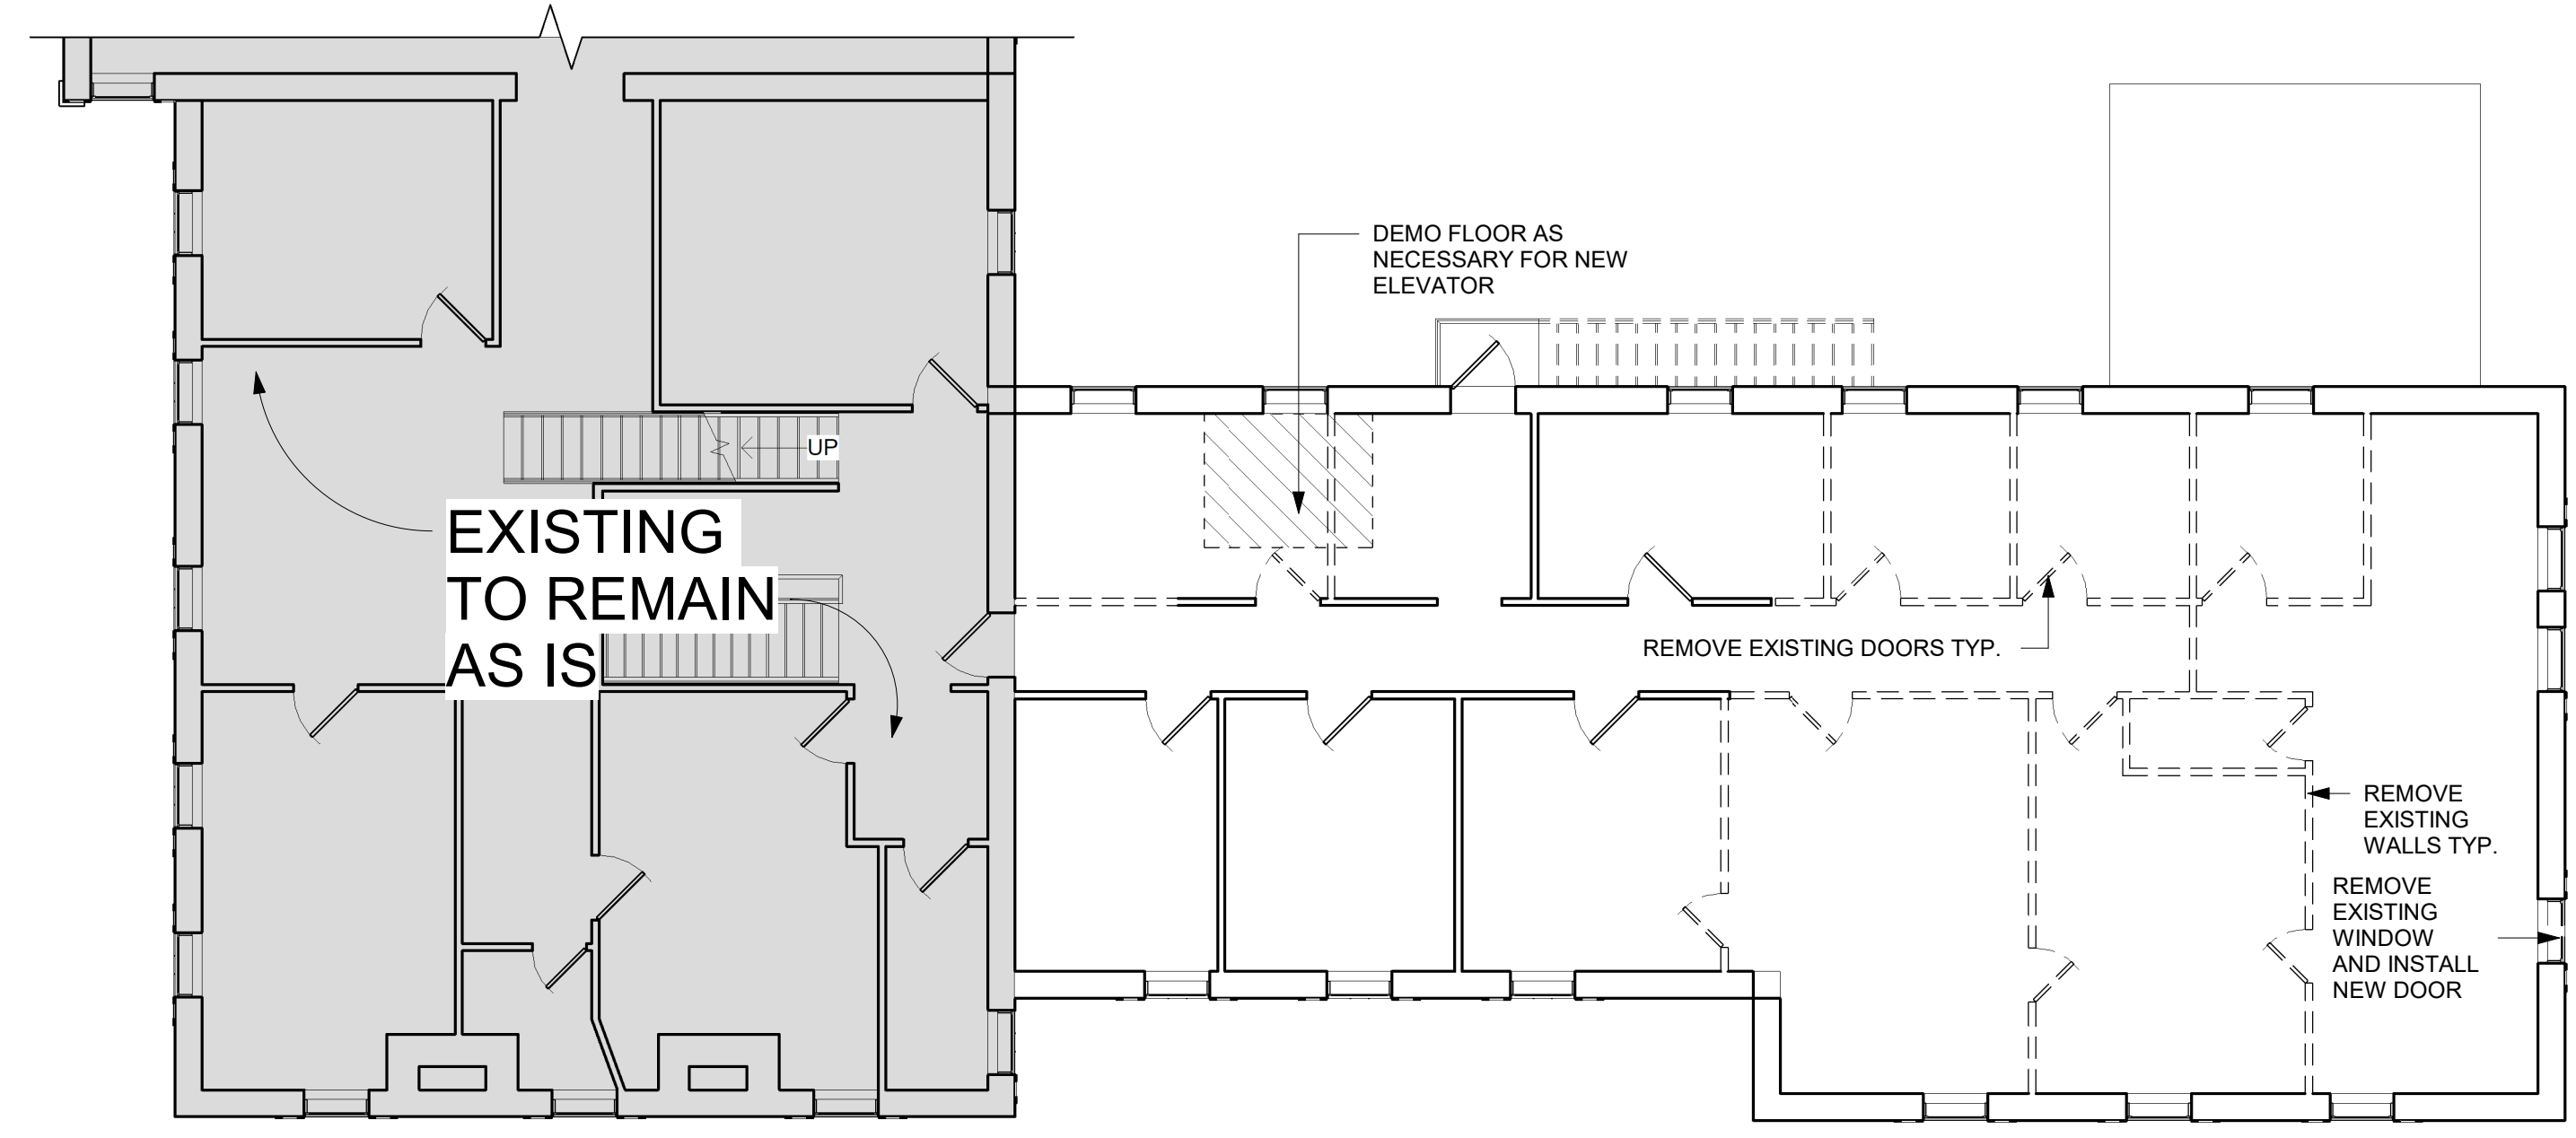 DEMO FLOOR AS
NECESSARY FOR NEW
ELEVATOR
UP
EXISTING
TO REMAIN
AS IS
REMOVE EXISTING DOORS TYP.
REMOVE
EXISTING
WALLS TYP.
REMOVE
EXISTING
WINDOW
AND INSTALL
NEW DOOR